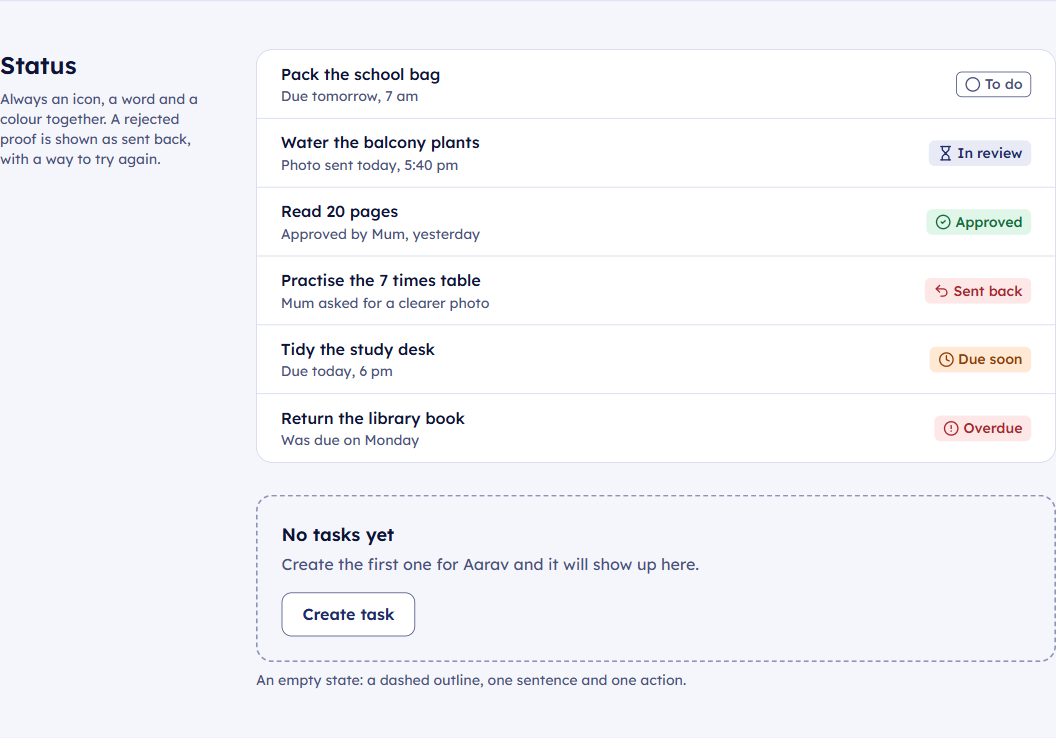 Status
Always an icon, a word and a
colour together. A rejected
proof is shown as sent back,
with a way to try again.
Pack the school bag
Due tomorrow, 7 am
To do
Water the balcony plants
Photo sent today, 5:40 pm
In review
Read 20 pages
Approved by Mum, yesterday
Approved
Practise the 7 times table
Mum asked for a clearer photo
Sent back
Tidy the study desk
Due today, 6 pm
Due soon
Return the library book
Was due on Monday
Overdue
No tasks yet
Create the first one for Aarav and it will show up here.
Create task
An empty state: a dashed outline, one sentence and one action.